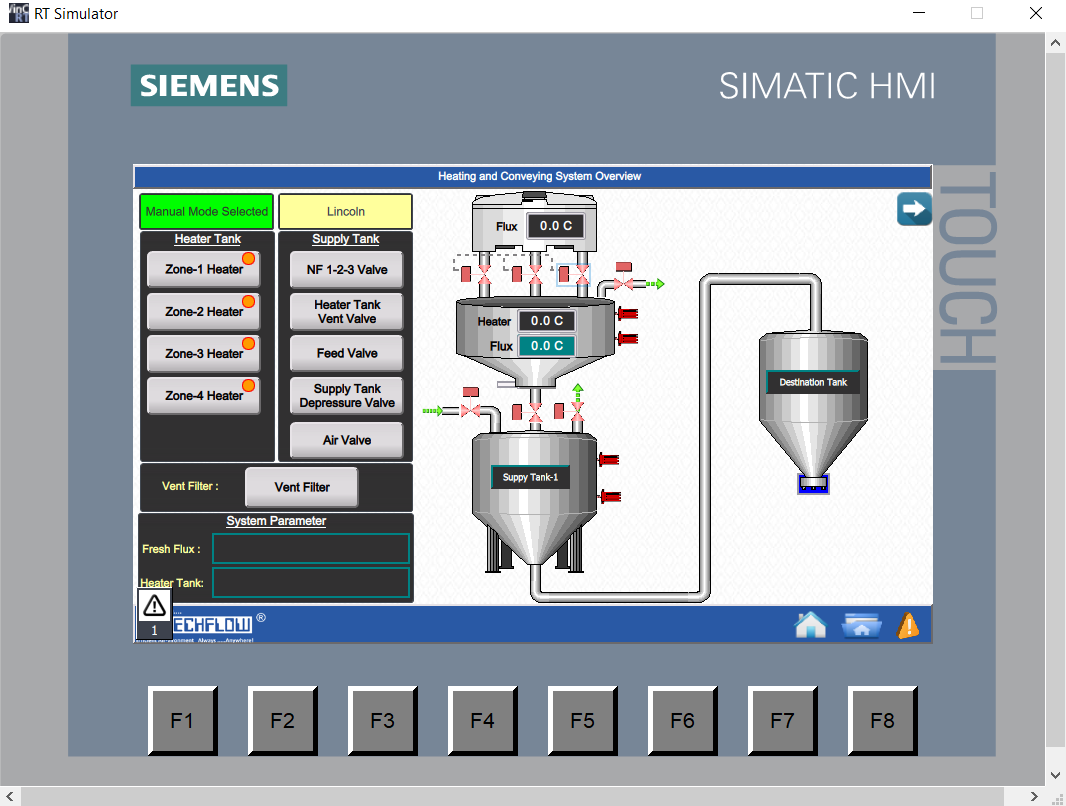 RT Simulator
SIEMENS
SIMATIC HMI
TOUCH
Heating and Conveying System Overview
Manual Mode Selected
Lincoln
Heater Tank
Supply Tank
Zone-1 Heater
Zone-2 Heater
Zone-3 Heater
Zone-4 Heater
NF 1-2-3 Valve
Heater Tank
Vent Valve
Feed Valve
Supply Tank
Depressure Valve
Air Valve
Vent Filter :
Vent Filter
System Parameter
Fresh Flux :
Heater Tank:
Flux
0.0 C
Heater
0.0 C
Flux
0.0 C
Suppy Tank-1
Destination Tank
1
ECHFLOW ®
Always ....Anywhere!
F1
F2
F3
F4
F5
F6
F7
F8